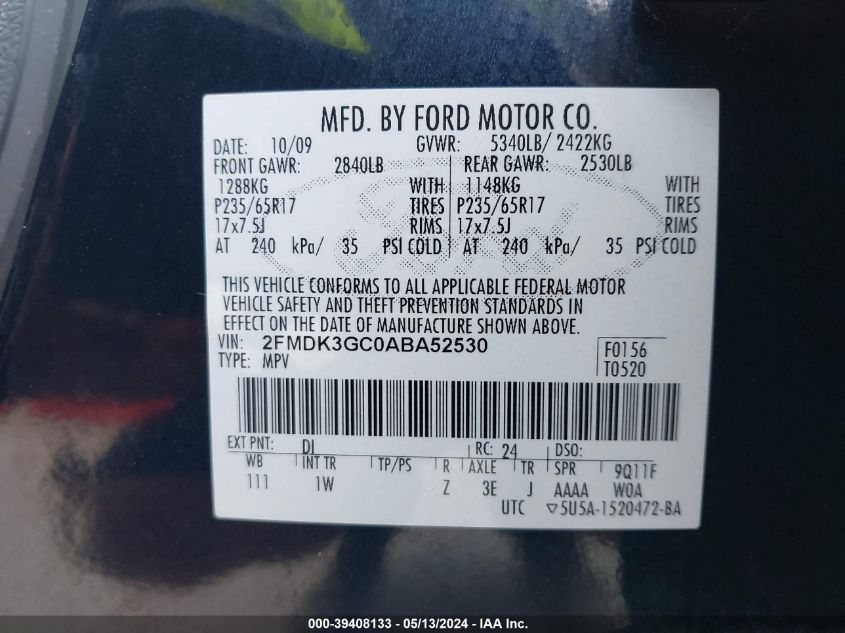 MFD. BY FORD MOTOR CO.
DATE: 10/09 GVWR: 5340LB/ 2422KG
FRONT GAWR: 2840LB REAR GAWR: 2530LB
1288KG WITH 1148KG WITH
P235/65R17 TIRES P235/65R17 TIRES
17x7.5J RIMS 17x7.5J RIMS
AT 240 kPa/ 35 PSI COLD AT 240 kPa/ 35 PSI COLD
THIS VEHICLE CONFORMS TO ALL APPLICABLE FEDERAL MOTOR
VEHICLE SAFETY AND THEFT PREVENTION STANDARDS IN
EFFECT ON THE DATE OF MANUFACTURE SHOWN ABOVE.
VIN: 2FMDK3GC0ABA52530 F0156
TYPE: MPV T0520
EXT PNT: DL RC: 24 DSO:
WB INT TR TP/PS R AXLE TR SPR 9Q11F
111 1W Z 3E J AAAA W0A
UTC ▽5U5A-1520472-BA
000-39408133 - 05/13/2024 - IAA Inc.